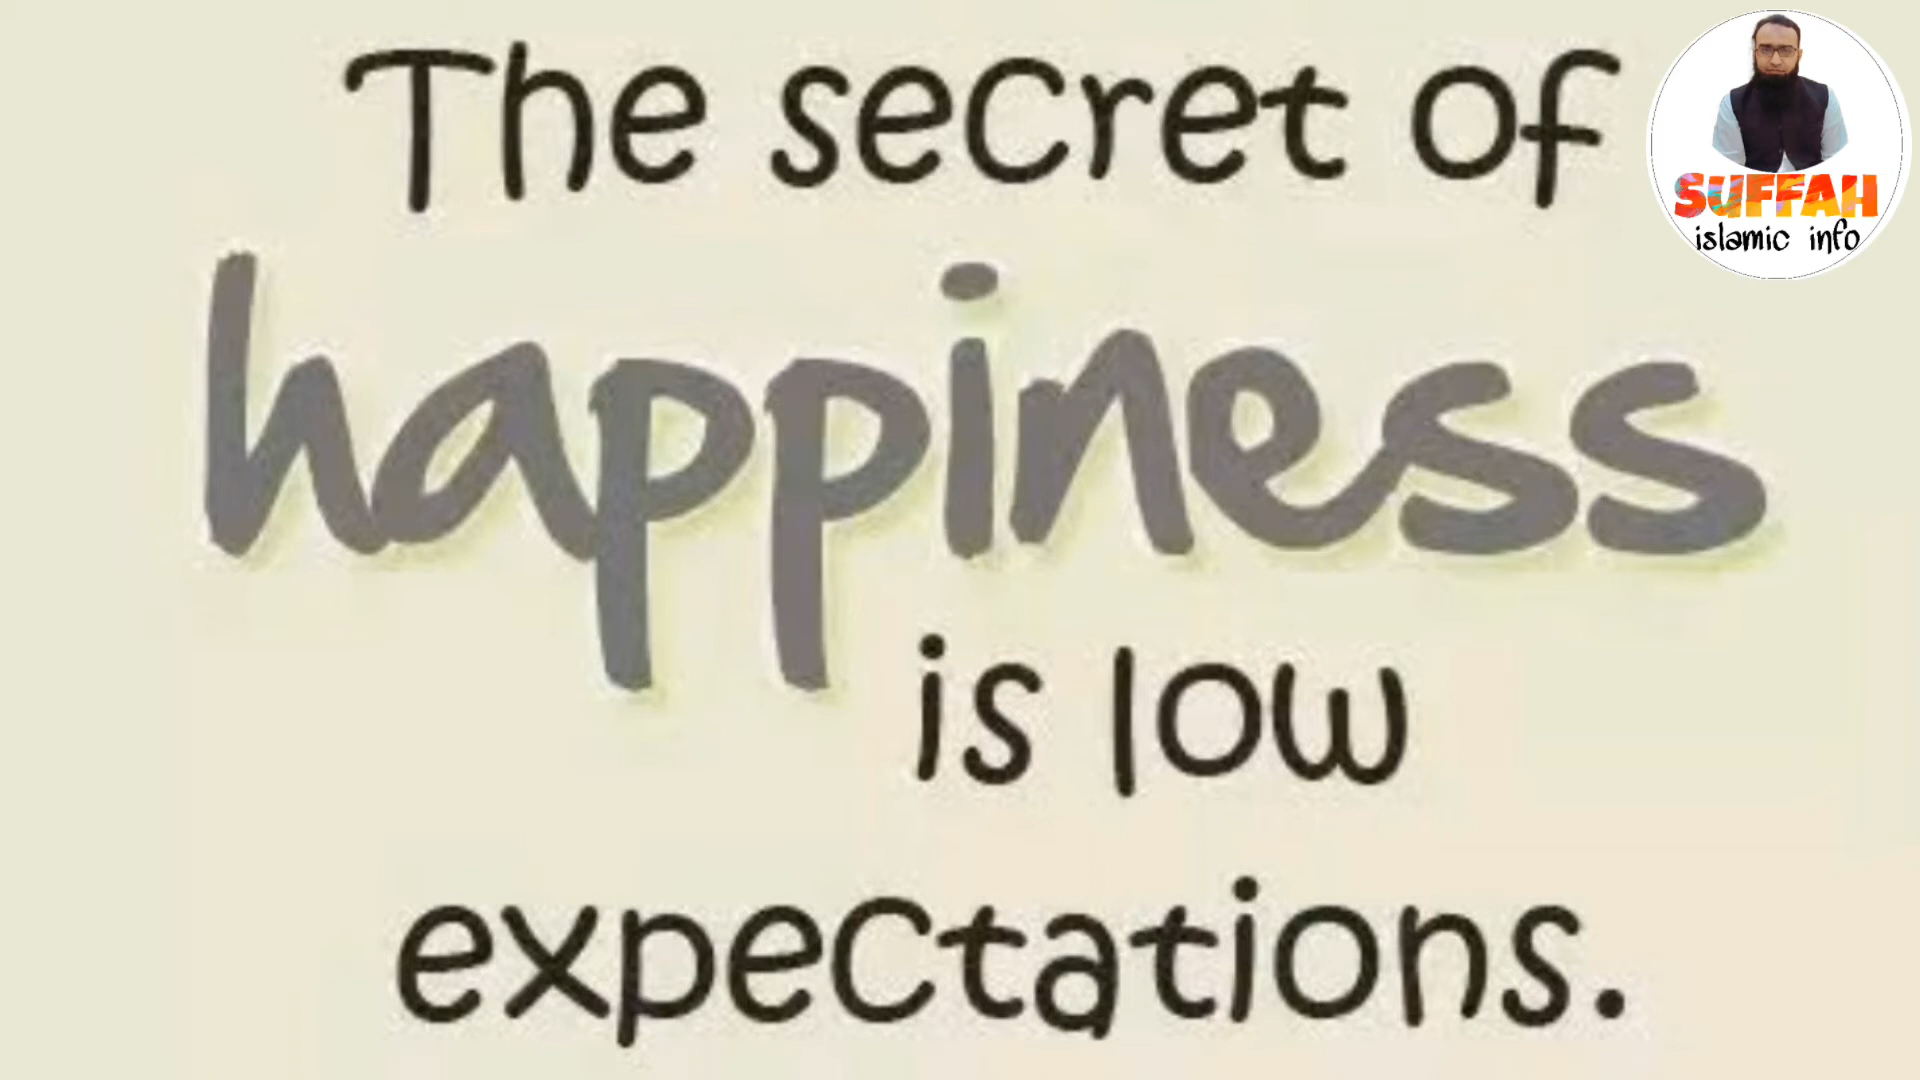 The secret of
happiness
is low
expectations.
SUFFAH
islamic info